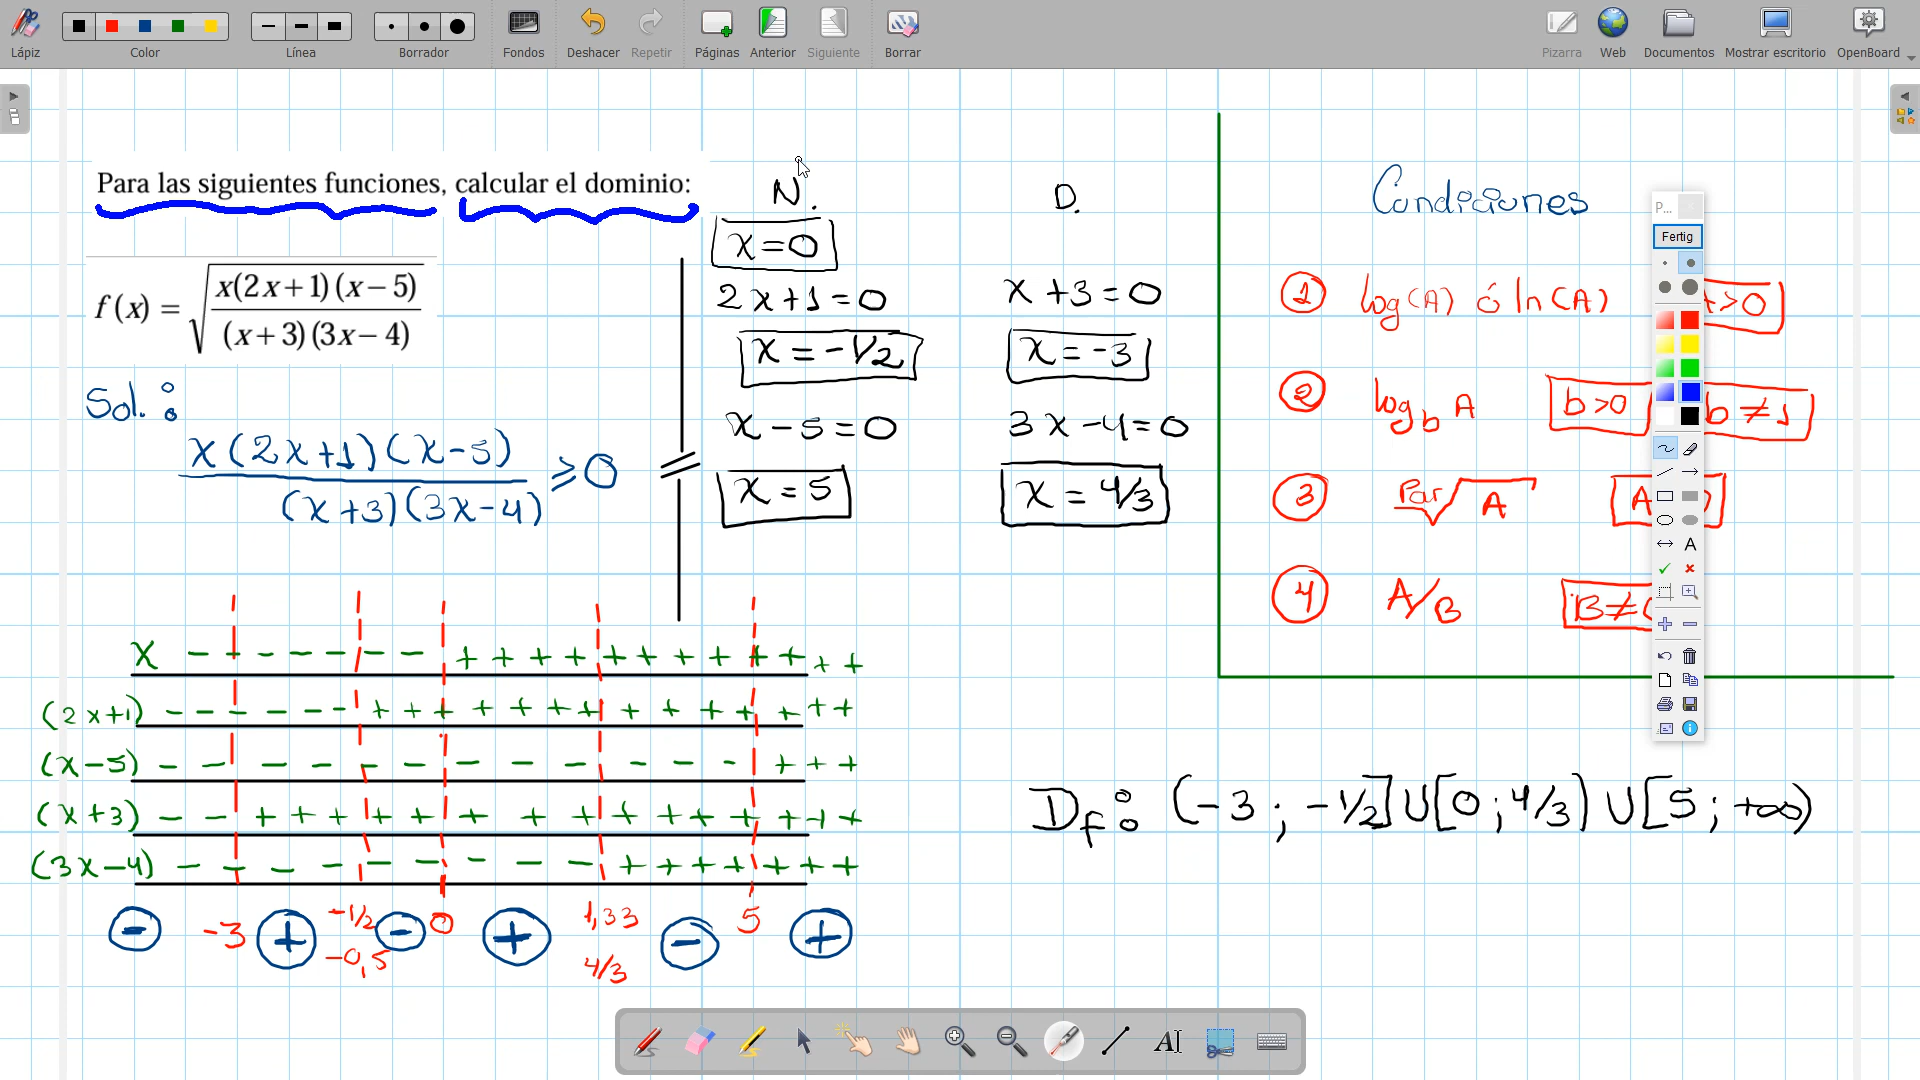 Lápiz Color Línea Borrador Fondos Deshacer Repetir Páginas Anterior Siguiente Borrar Pizarra Web Documentos Mostrar escritorio OpenBoard
Para las siguientes funciones, calcular el dominio:
f(x) = √(x(2x+1)(x−5) / (x+3)(3x−4))
Sol. :
x(2x+1)(x-5) / (x+3)(3x-4) ≥ 0
N.
x=0
2x+1=0
x=-1/2
x-5=0
x=5
D.
x+3=0
x=-3
3x-4=0
x=4/3
Condiciones
P...
Fertig
1 log(A) ó ln(A) A>0
2 log_b A b>0 b≠1
3 Par√A A
4 A/B B≠
x - - - - - - - - + + + + + + + + + + + +
(2x+1) - - - - - - + + + + + + + + + + + + + +
(x-5) - - - - - - - - - - - - - + + +
(x+3) - - + + + + + + + + + + + + + + +
(3x-4) - - - - - - - - - + + + + + + +
- -3 + -1/2 - 0 + 1,33 - 5 +
-0,5 4/3
Df: (-3 ; -1/2] U [0 ; 4/3) U [5 ; +∞)